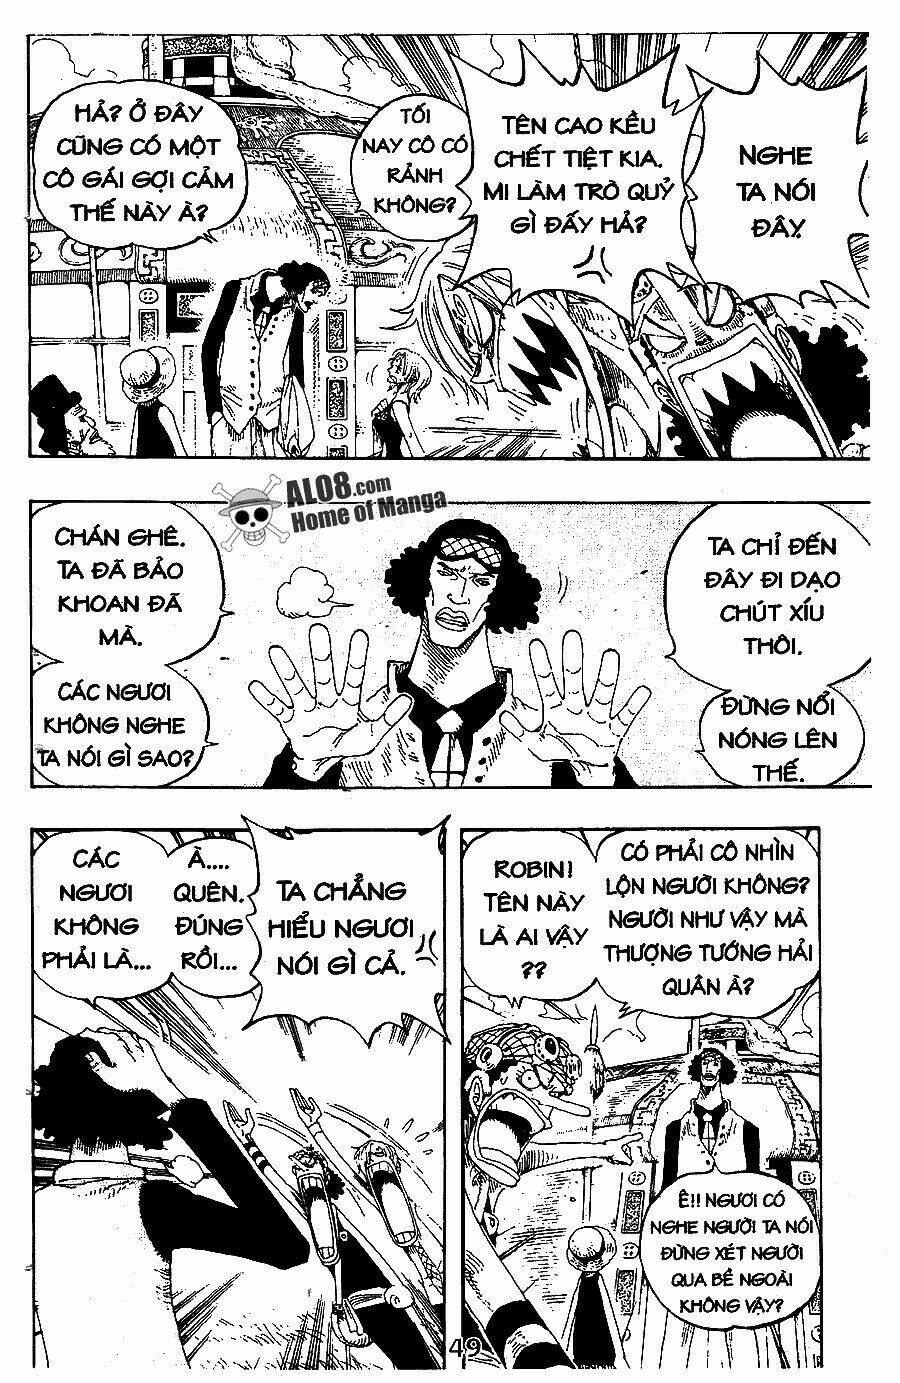 HẢ? Ở ĐÂY
CŨNG CÓ MỘT
CÔ GÁI GỢI CẢM
THẾ NÀY À?
TỐI
NAY CÔ CÓ
RẢNH
KHÔNG?
TÊN CAO KỀU
CHẾT TIỆT KIA.
MI LÀM TRÒ QUỶ
GÌ ĐẤY HẢ?
NGHE
TA NÓI
ĐÂY.
AL08.com
Home of Manga
CHÁN GHÊ.
TA ĐÃ BẢO
KHOAN ĐÃ
MÀ.
CÁC NGƯƠI
KHÔNG NGHE
TA NÓI GÌ SAO?
TA CHỈ ĐẾN
ĐÂY ĐI DẠO
CHÚT XÍU
THÔI.
ĐỪNG NỔI
NÓNG LÊN
THẾ.
CÁC
NGƯƠI
KHÔNG
PHẢI LÀ...
À....
QUÊN.
ĐÚNG
RỒI...
TA CHẲNG
HIỂU NGƯƠI
NÓI GÌ CẢ.
ROBIN!
TÊN NÀY
LÀ AI VẬY
??
CÓ PHẢI CÔ NHÌN
LỘN NGƯỜI KHÔNG?
NGƯỜI NHƯ VẬY MÀ
THƯỢNG TƯỚNG HẢI
QUÂN À?
Ê!! NGƯƠI CÓ
NGHE NGƯỜI TA NÓI
ĐỪNG XÉT NGƯỜI
QUA BỀ NGOÀI
KHÔNG VẬY?
49